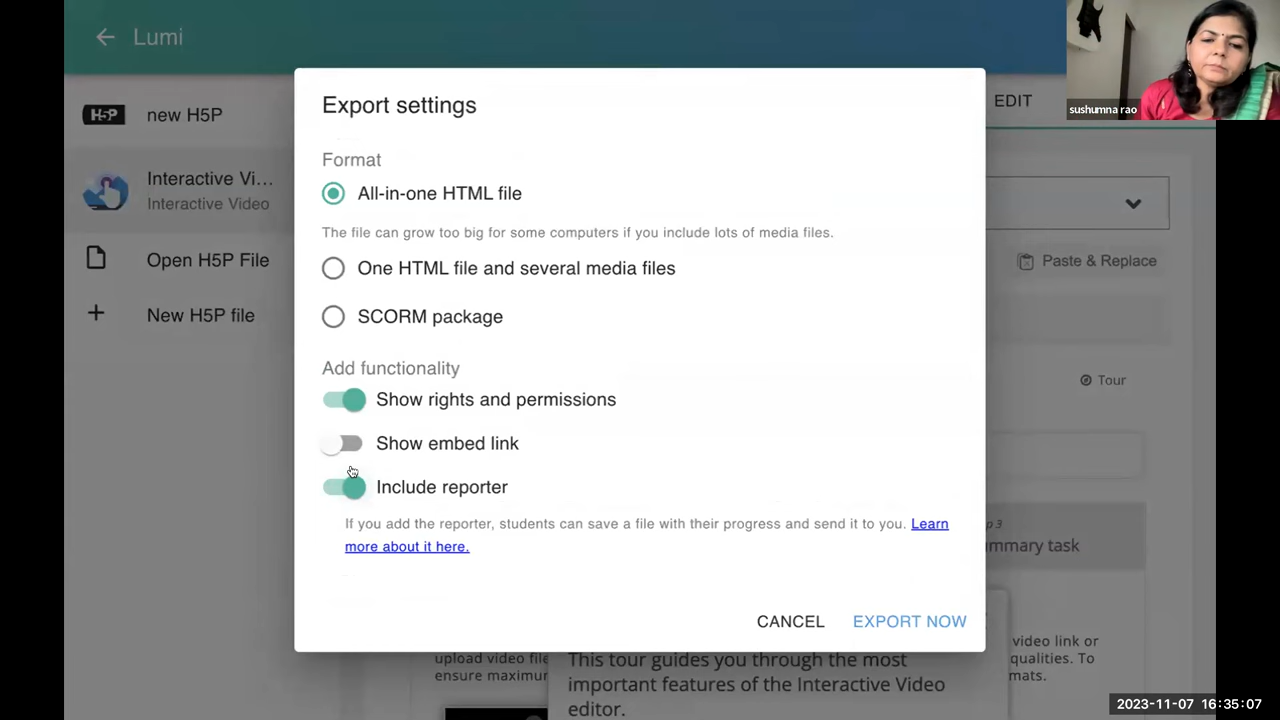 Lumi
EDIT
sushumna rao
H5P
new H5P
Interactive Vi...
Interactive Video
Open H5P File
New H5P file
Export settings
Format
All-in-one HTML file
The file can grow too big for some computers if you include lots of media files.
One HTML file and several media files
SCORM package
Add functionality
Show rights and permissions
Show embed link
Include reporter
If you add the reporter, students can save a file with their progress and send it to you. Learn
more about it here.
CANCEL
EXPORT NOW
Paste & Replace
Tour
p 3
mmary task
video link or
qualities. To
mats.
upload video file
ensure maximur
This tour guides you through the most
important features of the Interactive Video
editor.
2023-11-07 16:35:07